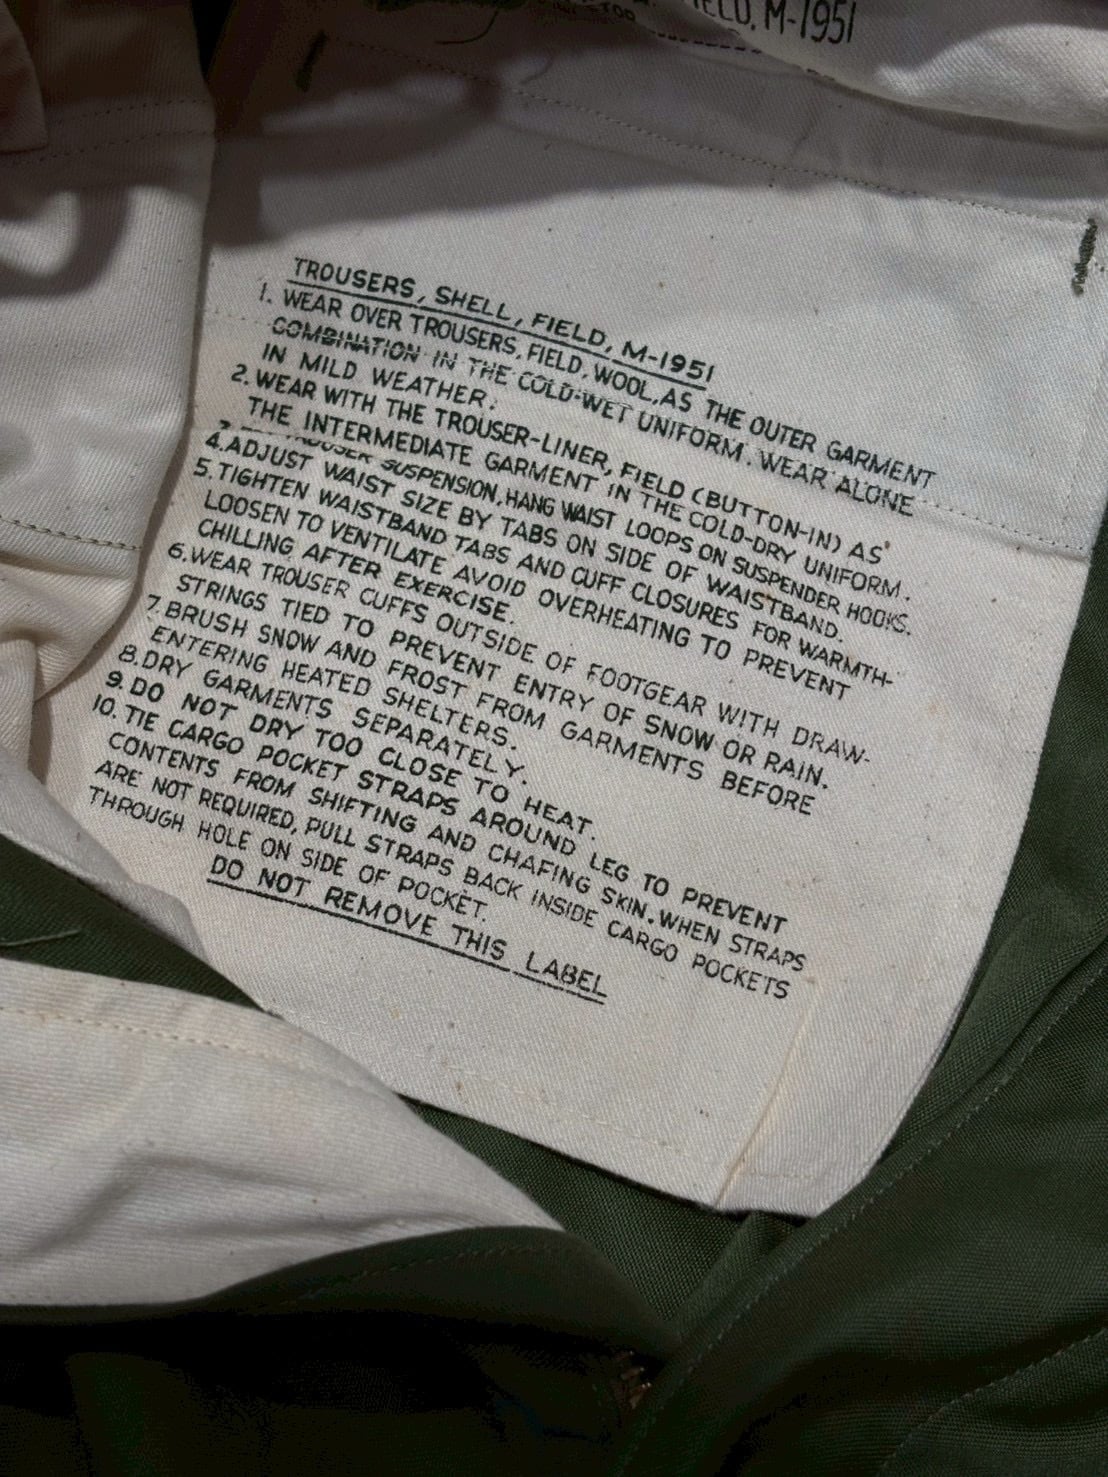 FIELD, M-1951
TROUSERS, SHELL, FIELD, M-1951
1. WEAR OVER TROUSERS, FIELD, WOOL, AS THE OUTER GARMENT
COMBINATION IN THE COLD-WET UNIFORM. WEAR ALONE
IN MILD WEATHER.
2. WEAR WITH THE TROUSER-LINER, FIELD (BUTTON-IN) AS
THE INTERMEDIATE GARMENT IN THE COLD-DRY UNIFORM.
TROUSER SUSPENSION, HANG WAIST LOOPS ON SUSPENDER HOOKS.
4. ADJUST WAIST SIZE BY TABS ON SIDE OF WAISTBAND.
5. TIGHTEN WAISTBAND TABS AND CUFF CLOSURES FOR WARMTH-
LOOSEN TO VENTILATE AVOID OVERHEATING TO PREVENT
CHILLING AFTER EXERCISE.
6. WEAR TROUSER CUFFS OUTSIDE OF FOOTGEAR WITH DRAW-
STRINGS TIED TO PREVENT ENTRY OF SNOW OR RAIN.
7. BRUSH SNOW AND FROST FROM GARMENTS BEFORE
ENTERING HEATED SHELTERS.
8. DRY GARMENTS SEPARATELY.
9. DO NOT DRY TOO CLOSE TO HEAT.
10. TIE CARGO POCKET STRAPS AROUND LEG TO PREVENT
CONTENTS FROM SHIFTING AND CHAFING SKIN. WHEN STRAPS
ARE NOT REQUIRED, PULL STRAPS BACK INSIDE CARGO POCKETS
THROUGH HOLE ON SIDE OF POCKET.
DO NOT REMOVE THIS LABEL